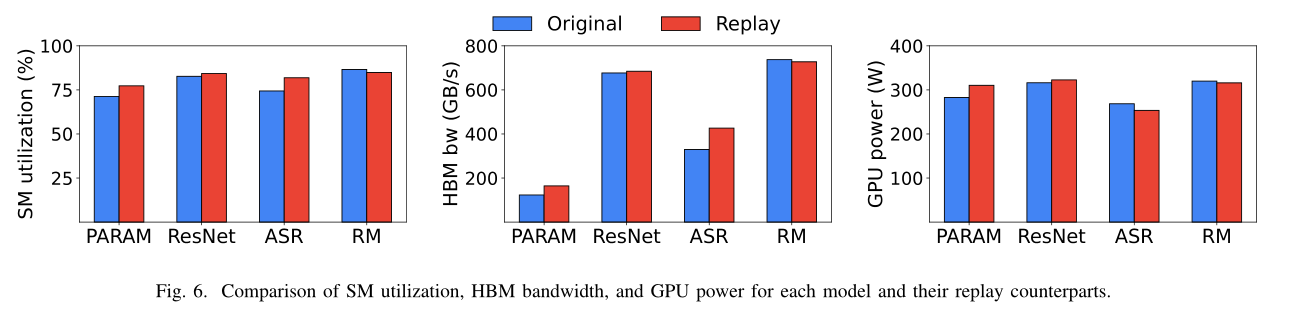 Original Replay
SM utilization (%)
100
75
50
25
PARAM ResNet ASR RM
HBM bw (GB/s)
800
600
400
200
PARAM ResNet ASR RM
GPU power (W)
400
300
200
100
PARAM ResNet ASR RM
Fig. 6. Comparison of SM utilization, HBM bandwidth, and GPU power for each model and their replay counterparts.